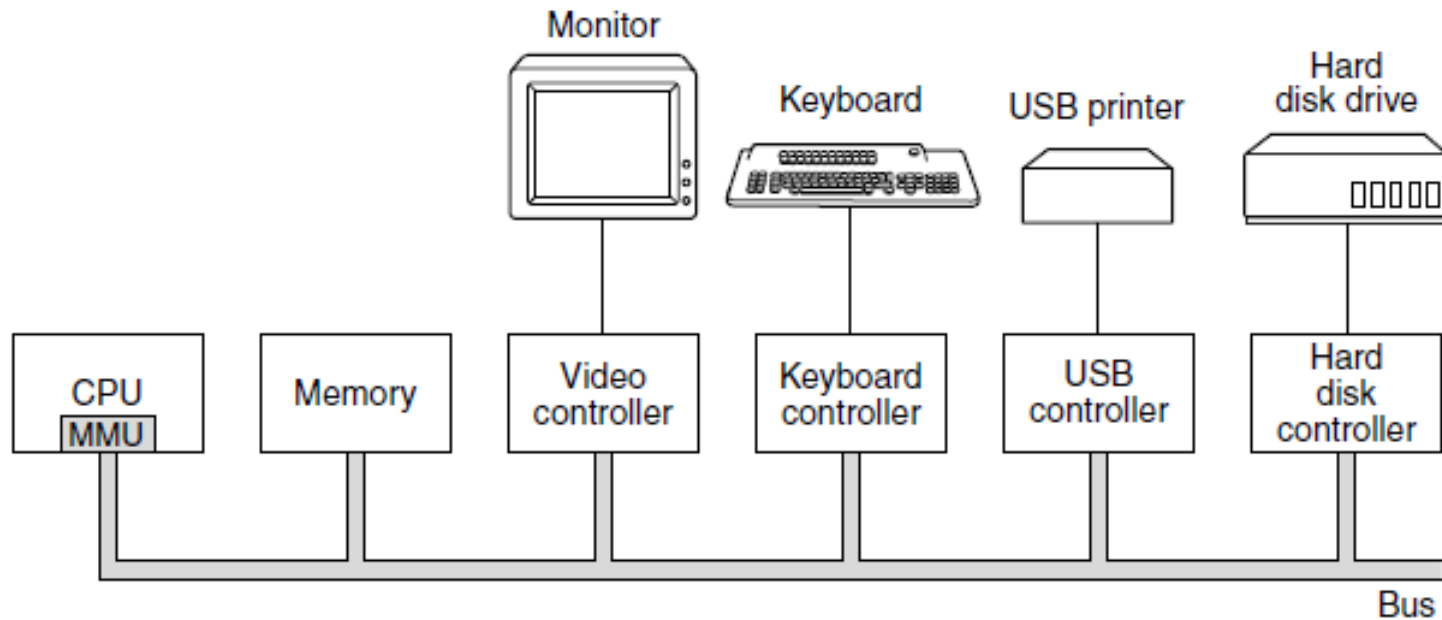 Monitor
Keyboard
USB printer
Hard
disk drive
CPU
MMU
Memory
Video
controller
Keyboard
controller
USB
controller
Hard
disk
controller
Bus